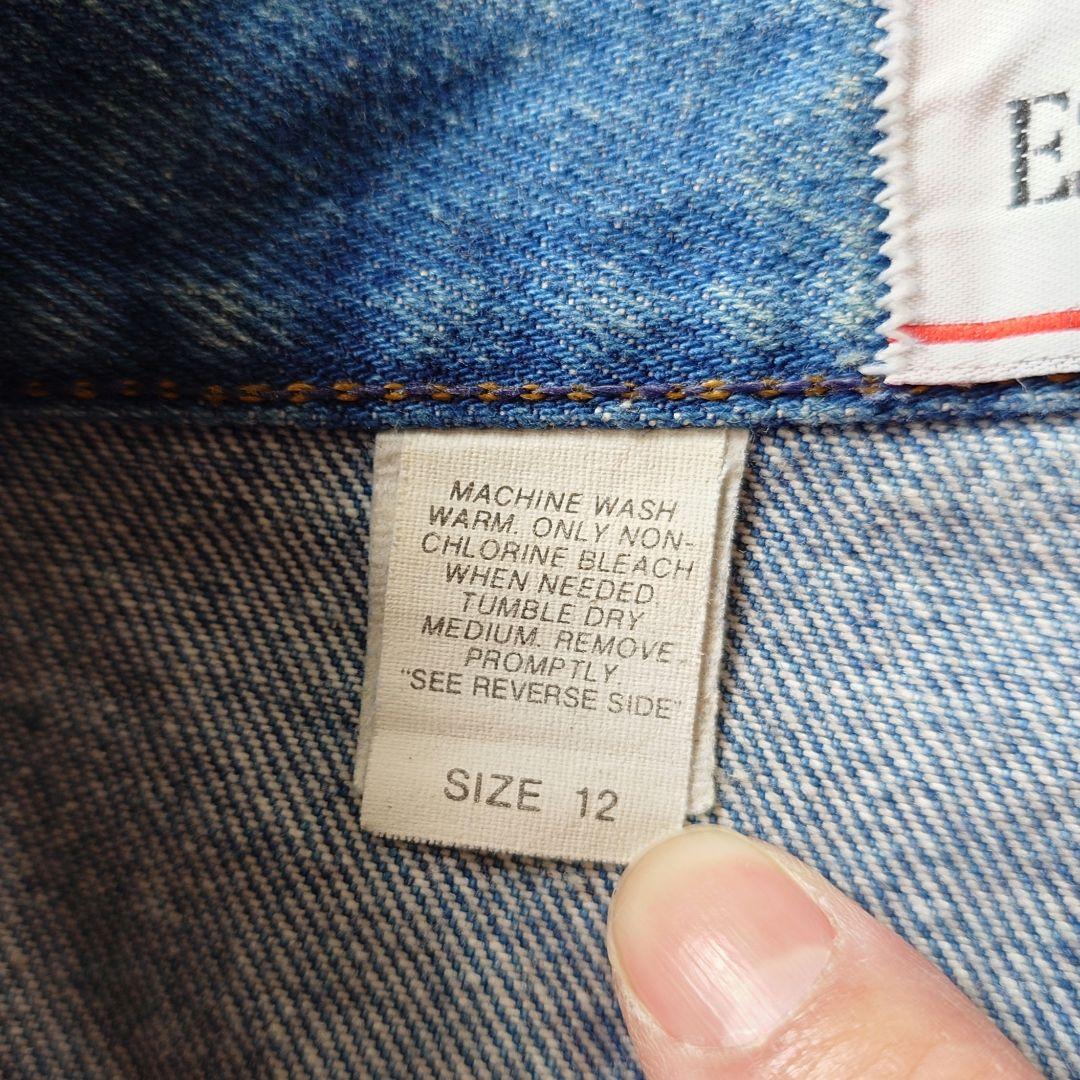 MACHINE WASH
WARM. ONLY NON-
CHLORINE BLEACH
WHEN NEEDED.
TUMBLE DRY
MEDIUM. REMOVE
PROMPTLY
"SEE REVERSE SIDE"
SIZE 12